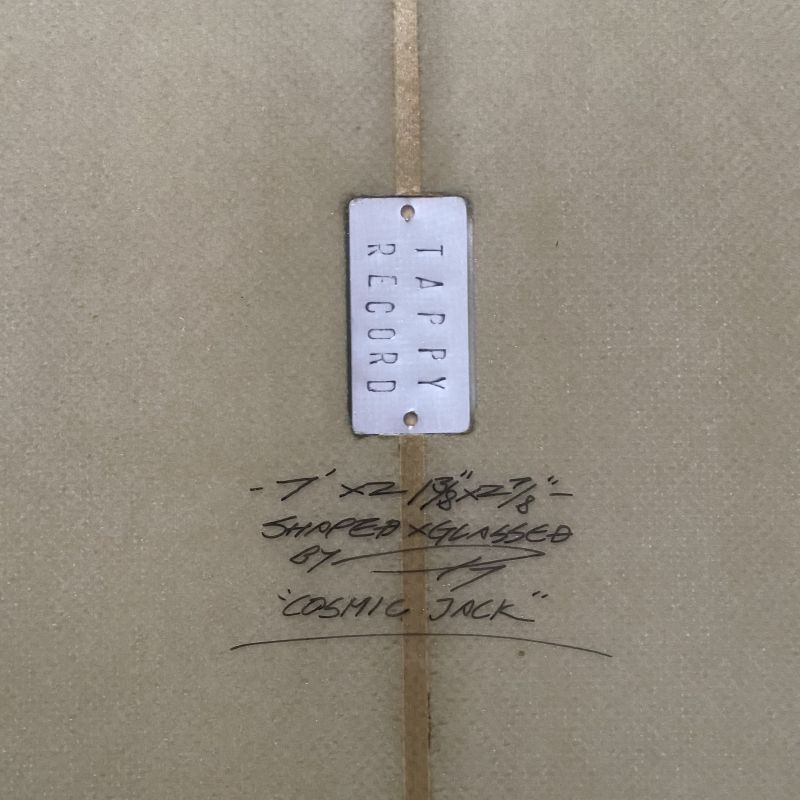 TAPPY
RECORD
- 7' x 21 3/8" x 2 7/8" -
SHAPED x GLASSED
BY
"COSMIC JACK"